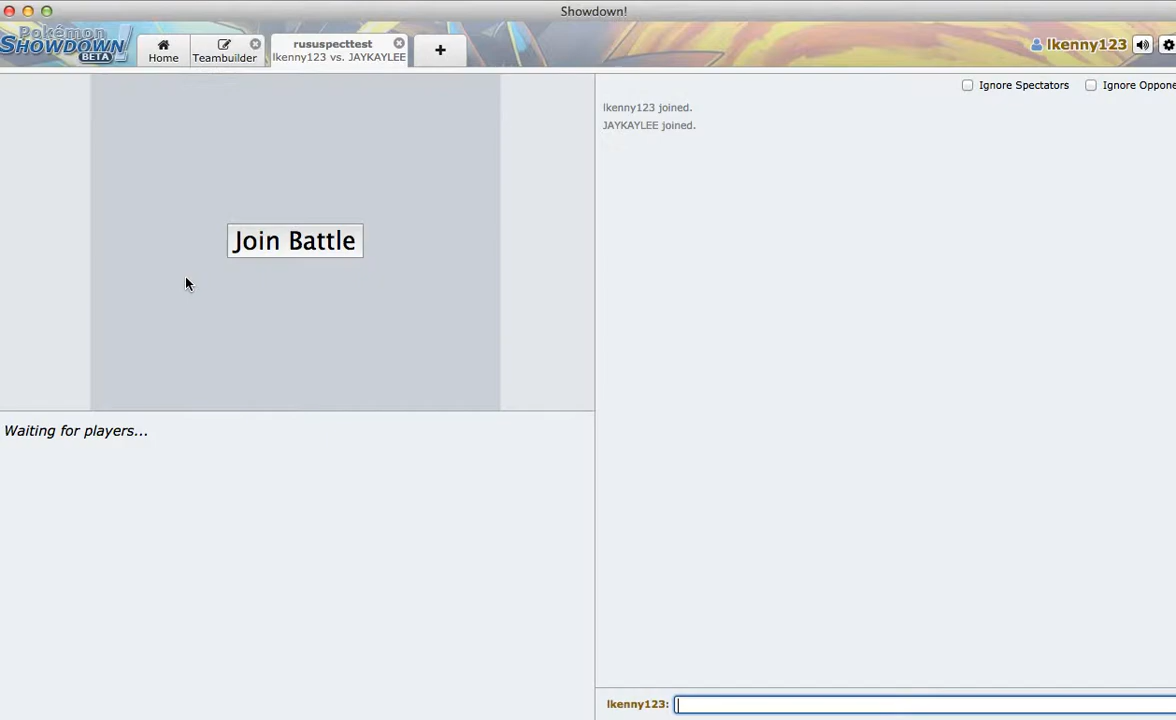 Showdown!
Pokémon
SHOWDOWN!
BETA
Home
Teambuilder
rususpecttest
lkenny123 vs. JAYKAYLEE
+
lkenny123
Ignore Spectators
Ignore Oppone
lkenny123 joined.
JAYKAYLEE joined.
Join Battle
Waiting for players...
lkenny123: